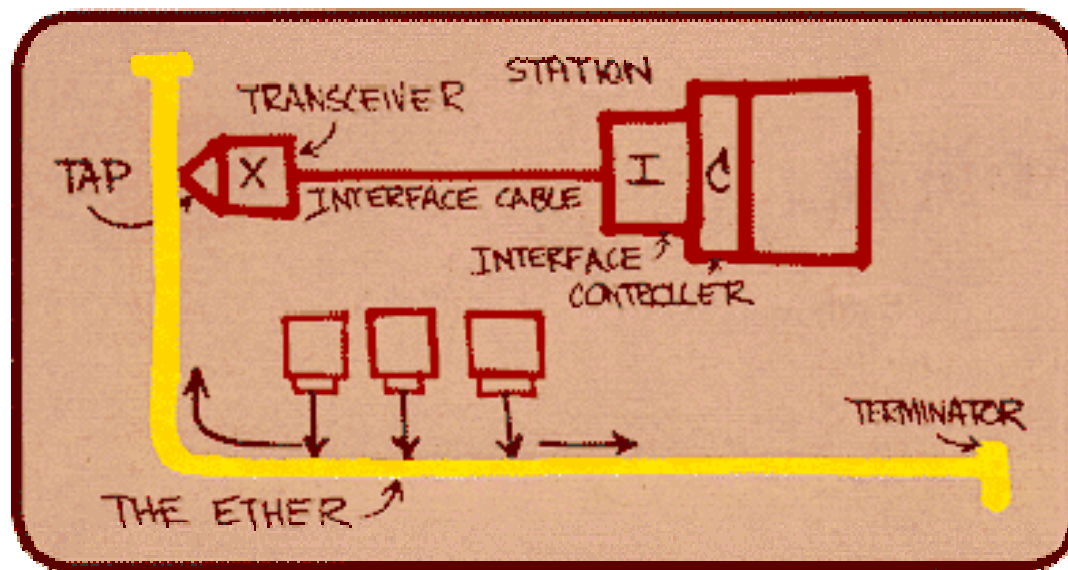 STATION
TRANSCEIVER
TAP
X
I
C
INTERFACE CABLE
INTERFACE
CONTROLLER
TERMINATOR
THE ETHER